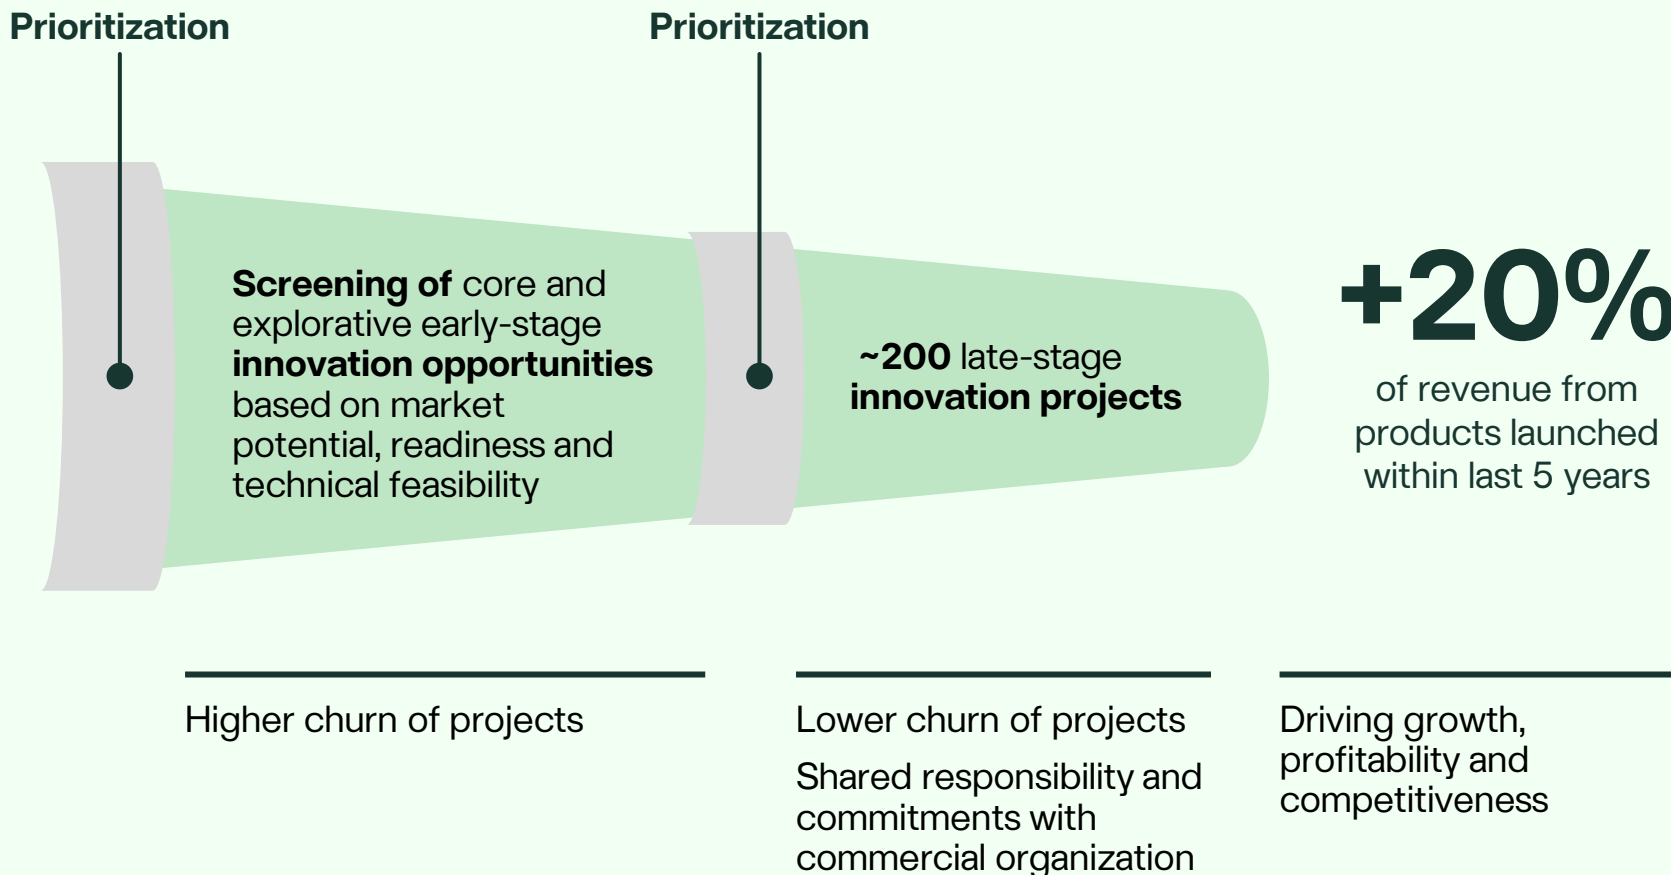 Prioritization
Prioritization
Screening of core and
explorative early-stage
innovation opportunities
based on market
potential, readiness and
technical feasibility
~200 late-stage
innovation projects
+20%
of revenue from
products launched
within last 5 years
Higher churn of projects
Lower churn of projects
Shared responsibility and
commitments with
commercial organization
Driving growth,
profitability and
competitiveness